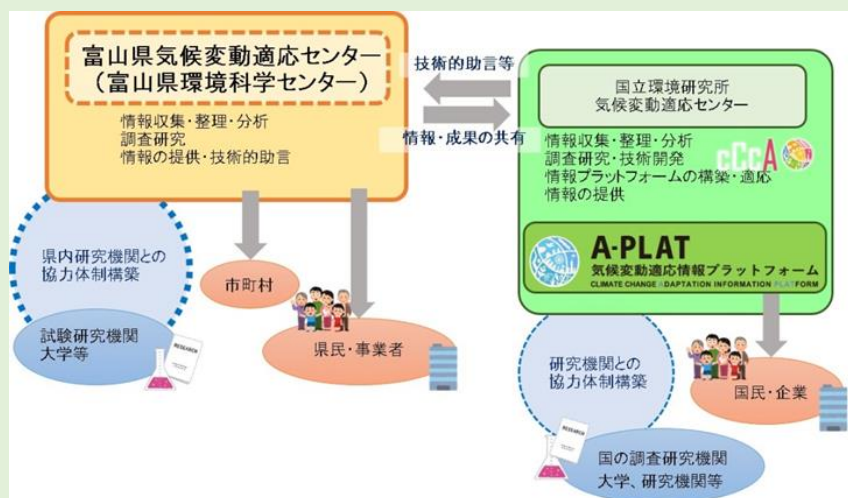 富山県気候変動適応センター
（富山県環境科学センター）
情報収集・整理・分析
調査研究
情報の提供・技術的助言
技術的助言等
情報・成果の共有
国立環境研究所
気候変動適応センター
情報収集・整理・分析
調査研究・技術開発
情報プラットフォームの構築・適応
情報の提供
CCCA
A-PLAT
気候変動適応情報プラットフォーム
CLIMATE CHANGE ADAPTATION INFORMATION PLATFORM
県内研究機関との
協力体制構築
試験研究機関
大学等
RESEARCH
市町村
県民・事業者
研究機関との
協力体制構築
国民・企業
RESEARCH
国の調査研究機関
大学、研究機関等